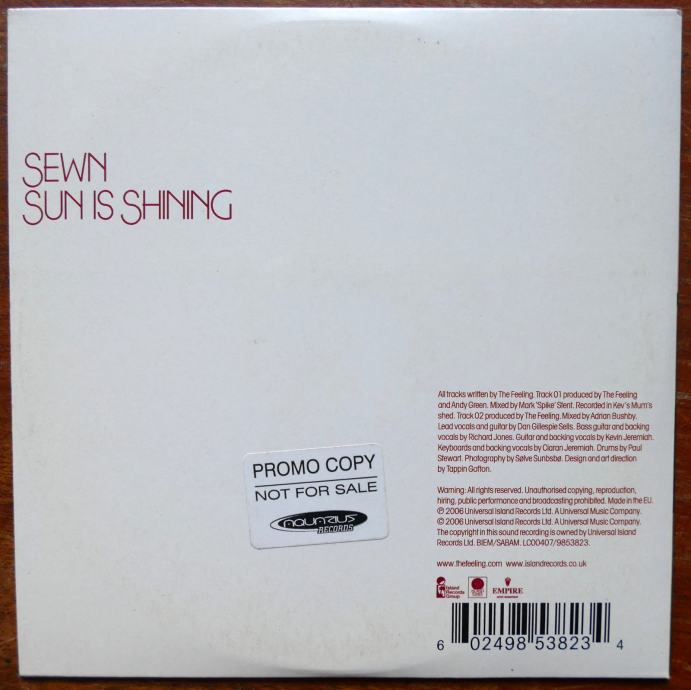 SEWN
SUN IS SHINING
All tracks written by The Feeling. Track 01 produced by The Feeling
and Andy Green. Mixed by Mark 'Spike' Stent. Recorded in Kev's Mum's
shed. Track 02 produced by The Feeling. Mixed by Adrian Bushby.
Lead vocals and guitar by Dan Gillespie Sells. Bass guitar and backing
vocals by Richard Jones. Guitar and backing vocals by Kevin Jeremiah.
Keyboards and backing vocals by Ciaran Jeremiah. Drums by Paul
Stewart. Photography by Sølve Sunbsbø. Design and art direction
by Tappin Gofton.
Warning: All rights reserved. Unauthorised copying, reproduction,
hiring, public performance and broadcasting prohibited. Made in the EU.
℗ 2006 Universal Island Records Ltd. A Universal Music Company.
© 2006 Universal Island Records Ltd. A Universal Music Company.
The copyright in this sound recording is owned by Universal Island
Records Ltd. BIEM/SABAM. LC00407/9853823.
www.thefeeling.com www.islandrecords.co.uk
Island
Records
Group
EMPIRE
6 02498 53823 4
PROMO COPY
NOT FOR SALE
AQUARIUS
RECORDS